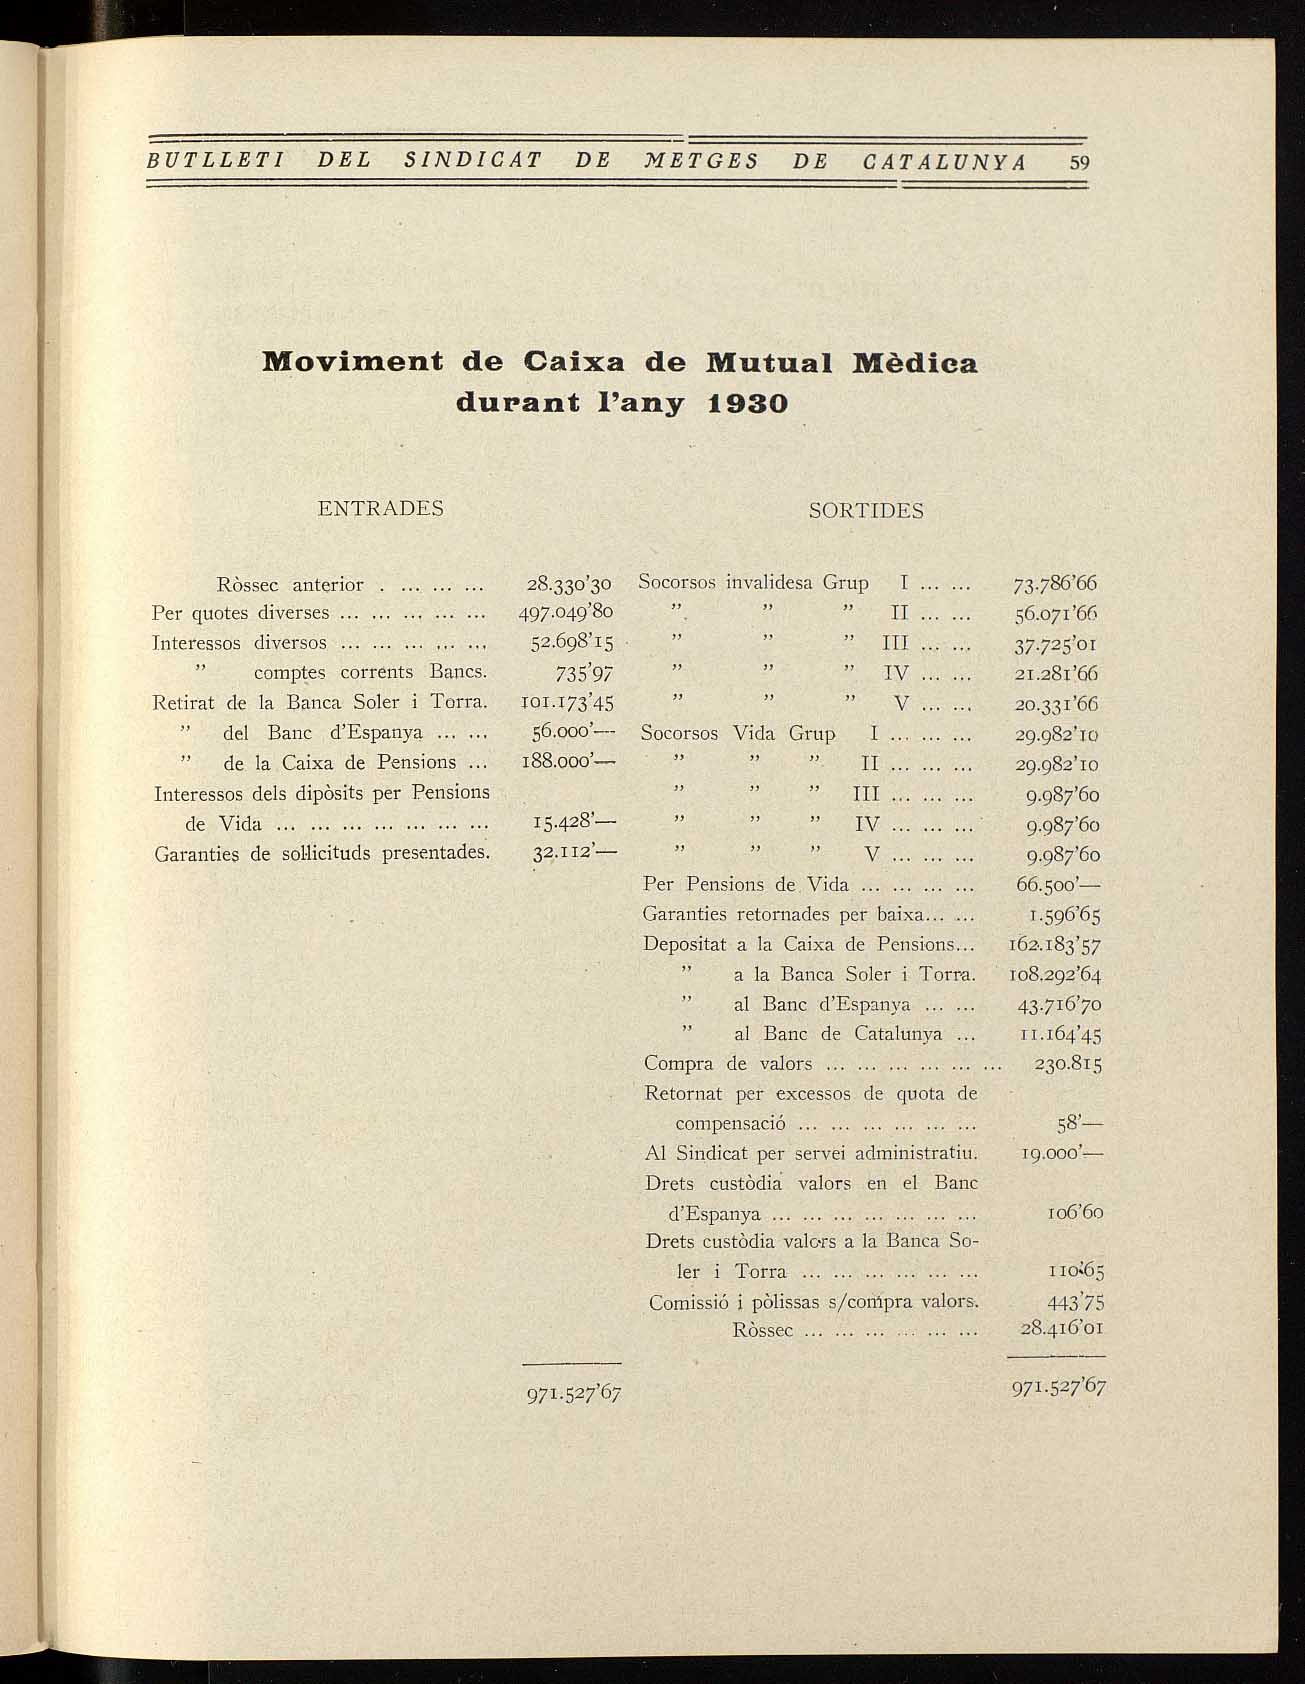 BUTLLETI DEL SINDICAT DE METGES DE CATALUNYA 59
Moviment de Caixa de Mutual Mèdica
durant l'any 1930
ENTRADES
Ròssec anterior . ... ... ... 28.330'30
Per quotes diverses ... ... ... ... ... 497.049'80
Interessos diversos ... ... ... ... ... 52.698'15
" comptes corrents Bancs. 735'97
Retirat de la Banca Soler i Torra. 101.173'45
" del Banc d'Espanya ... ... 56.000'—
" de la Caixa de Pensions ... 188.000'—
Interessos dels dipòsits per Pensions
de Vida ... ... ... ... ... ... ... 15.428'—
Garanties de sol·licituds presentades. 32.112'—
971.527'67
SORTIDES
Socorsos invalidesa Grup I ... ... 73.786'66
" " " II ... ... 56.071'66
" " " III ... ... 37.725'01
" " " IV ... ... 21.281'66
" " " V ... ... 20.331'66
Socorsos Vida Grup I ... ... ... 29.982'10
" " " II ... ... ... 29.982'10
" " " III ... ... ... 9.987'60
" " " IV ... ... ... 9.987'60
" " " V ... ... ... 9.987'60
Per Pensions de Vida ... ... ... ... 66.500'—
Garanties retornades per baixa... ... 1.596'65
Depositat a la Caixa de Pensions... 162.183'57
" a la Banca Soler i Torra. 108.292'64
" al Banc d'Espanya ... ... 43.716'70
" al Banc de Catalunya ... 11.164'45
Compra de valors ... ... ... ... ... ... 230.815
Retornat per excessos de quota de
compensació ... ... ... ... ... ... 58'—
Al Sindicat per servei administratiu. 19.000'—
Drets custòdia valors en el Banc
d'Espanya ... ... ... ... ... ... ... 106'60
Drets custòdia valors a la Banca So-
ler i Torra ... ... ... ... ... ... 110'65
Comissió i pòlissas s/compra valors. 443'75
Ròssec ... ... ... ... ... ... 28.416'01
971.527'67